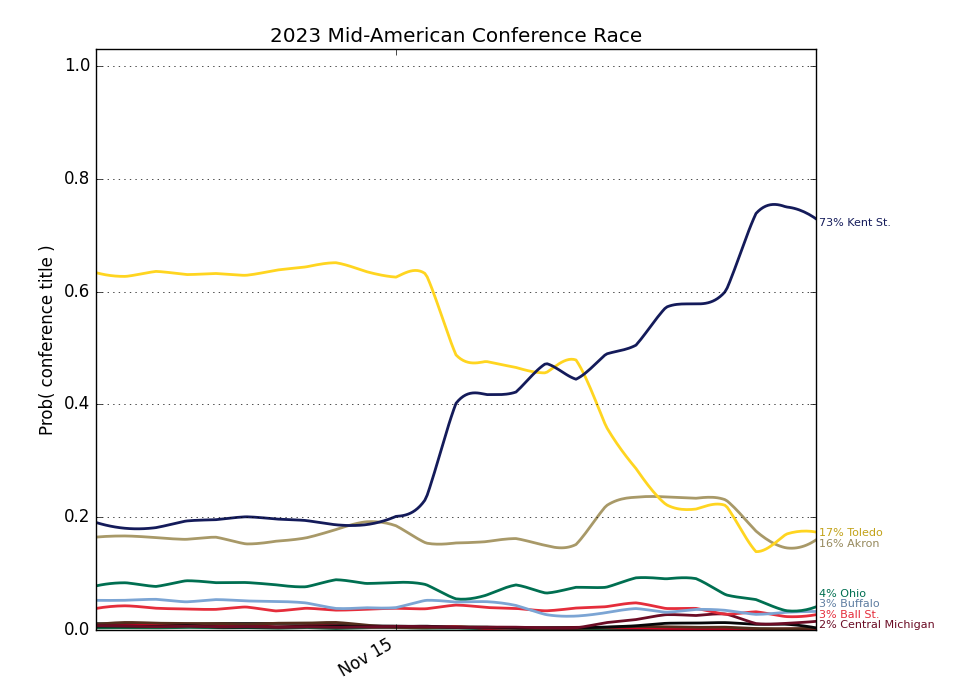 2023 Mid-American Conference Race
1.0
0.8
0.6
0.4
0.2
0.0
Prob( conference title )
Nov 15
73% Kent St.
17% Toledo
16% Akron
4% Ohio
3% Buffalo
3% Ball St.
2% Central Michigan